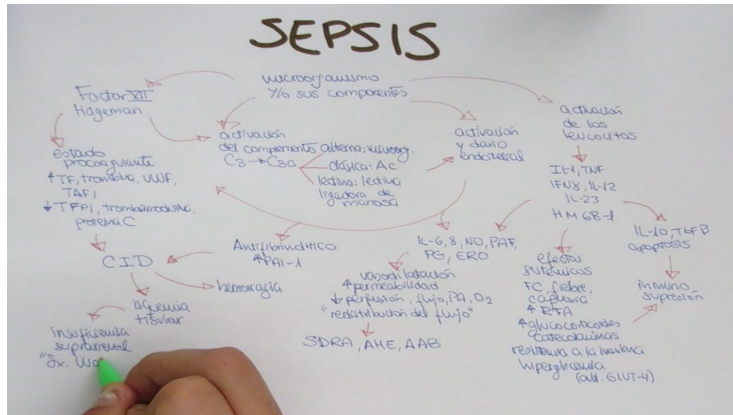 SEPSIS
microorganismo
y/o sus componentes
Factor XII
Hageman
estado
procoagulante
↑ TF, trombina, VWF,
TAFI
↓ TFPI, trombomodulina,
proteína C
CID
hemorragia
isquemia
tisular
insuficiencia
suprarrenal
"Sx. Wa
activación
del complemento
C3 → C3a
alterna: microorg.
clásica: Ac
lectina: lectina
ligadora de
manosa
Antifibrinolítico
↑ PAI-1
activación
y daño
endotelial
IL-6, 8, NO, PAF,
PG, ERO
vasodilatación
↑ permeabilidad
↓ perfusión, flujo, PA, O2
"redistribución del flujo"
SDRA, AHE, AAB
activación
de los
leucocitos
IL-1, TNF
IFNγ, IL-12
IL-23
HMGB-1
efectos
sistémicos
FC, fiebre,
caquexia
↑ RFA
↑ glucocorticoides
catecolaminas
resistencia a la insulina
hiperglicemia
(alt. GLUT-4)
IL-10, TGFβ
apoptosis
inmuno
supresión